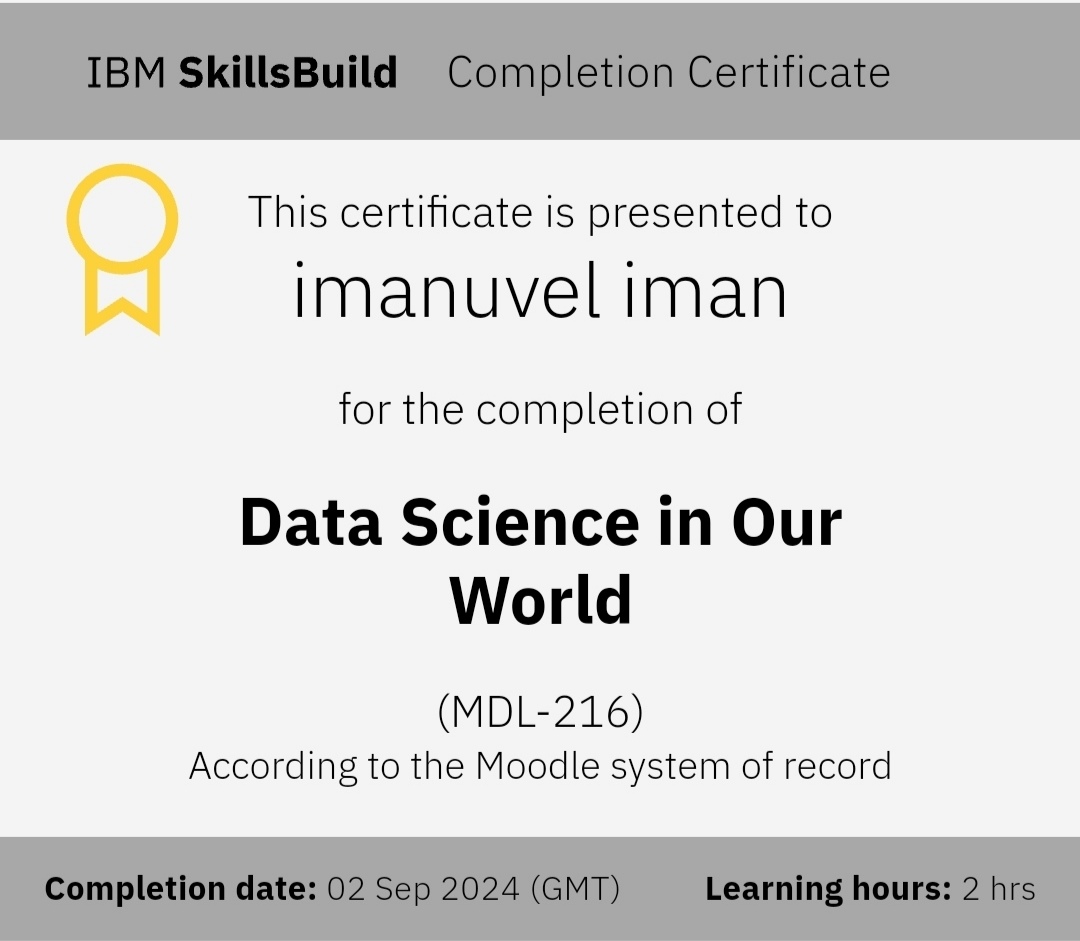 IBM SkillsBuild Completion Certificate
This certificate is presented to
imanuvel iman
for the completion of
Data Science in Our
World
(MDL-216)
According to the Moodle system of record
Completion date: 02 Sep 2024 (GMT) Learning hours: 2 hrs